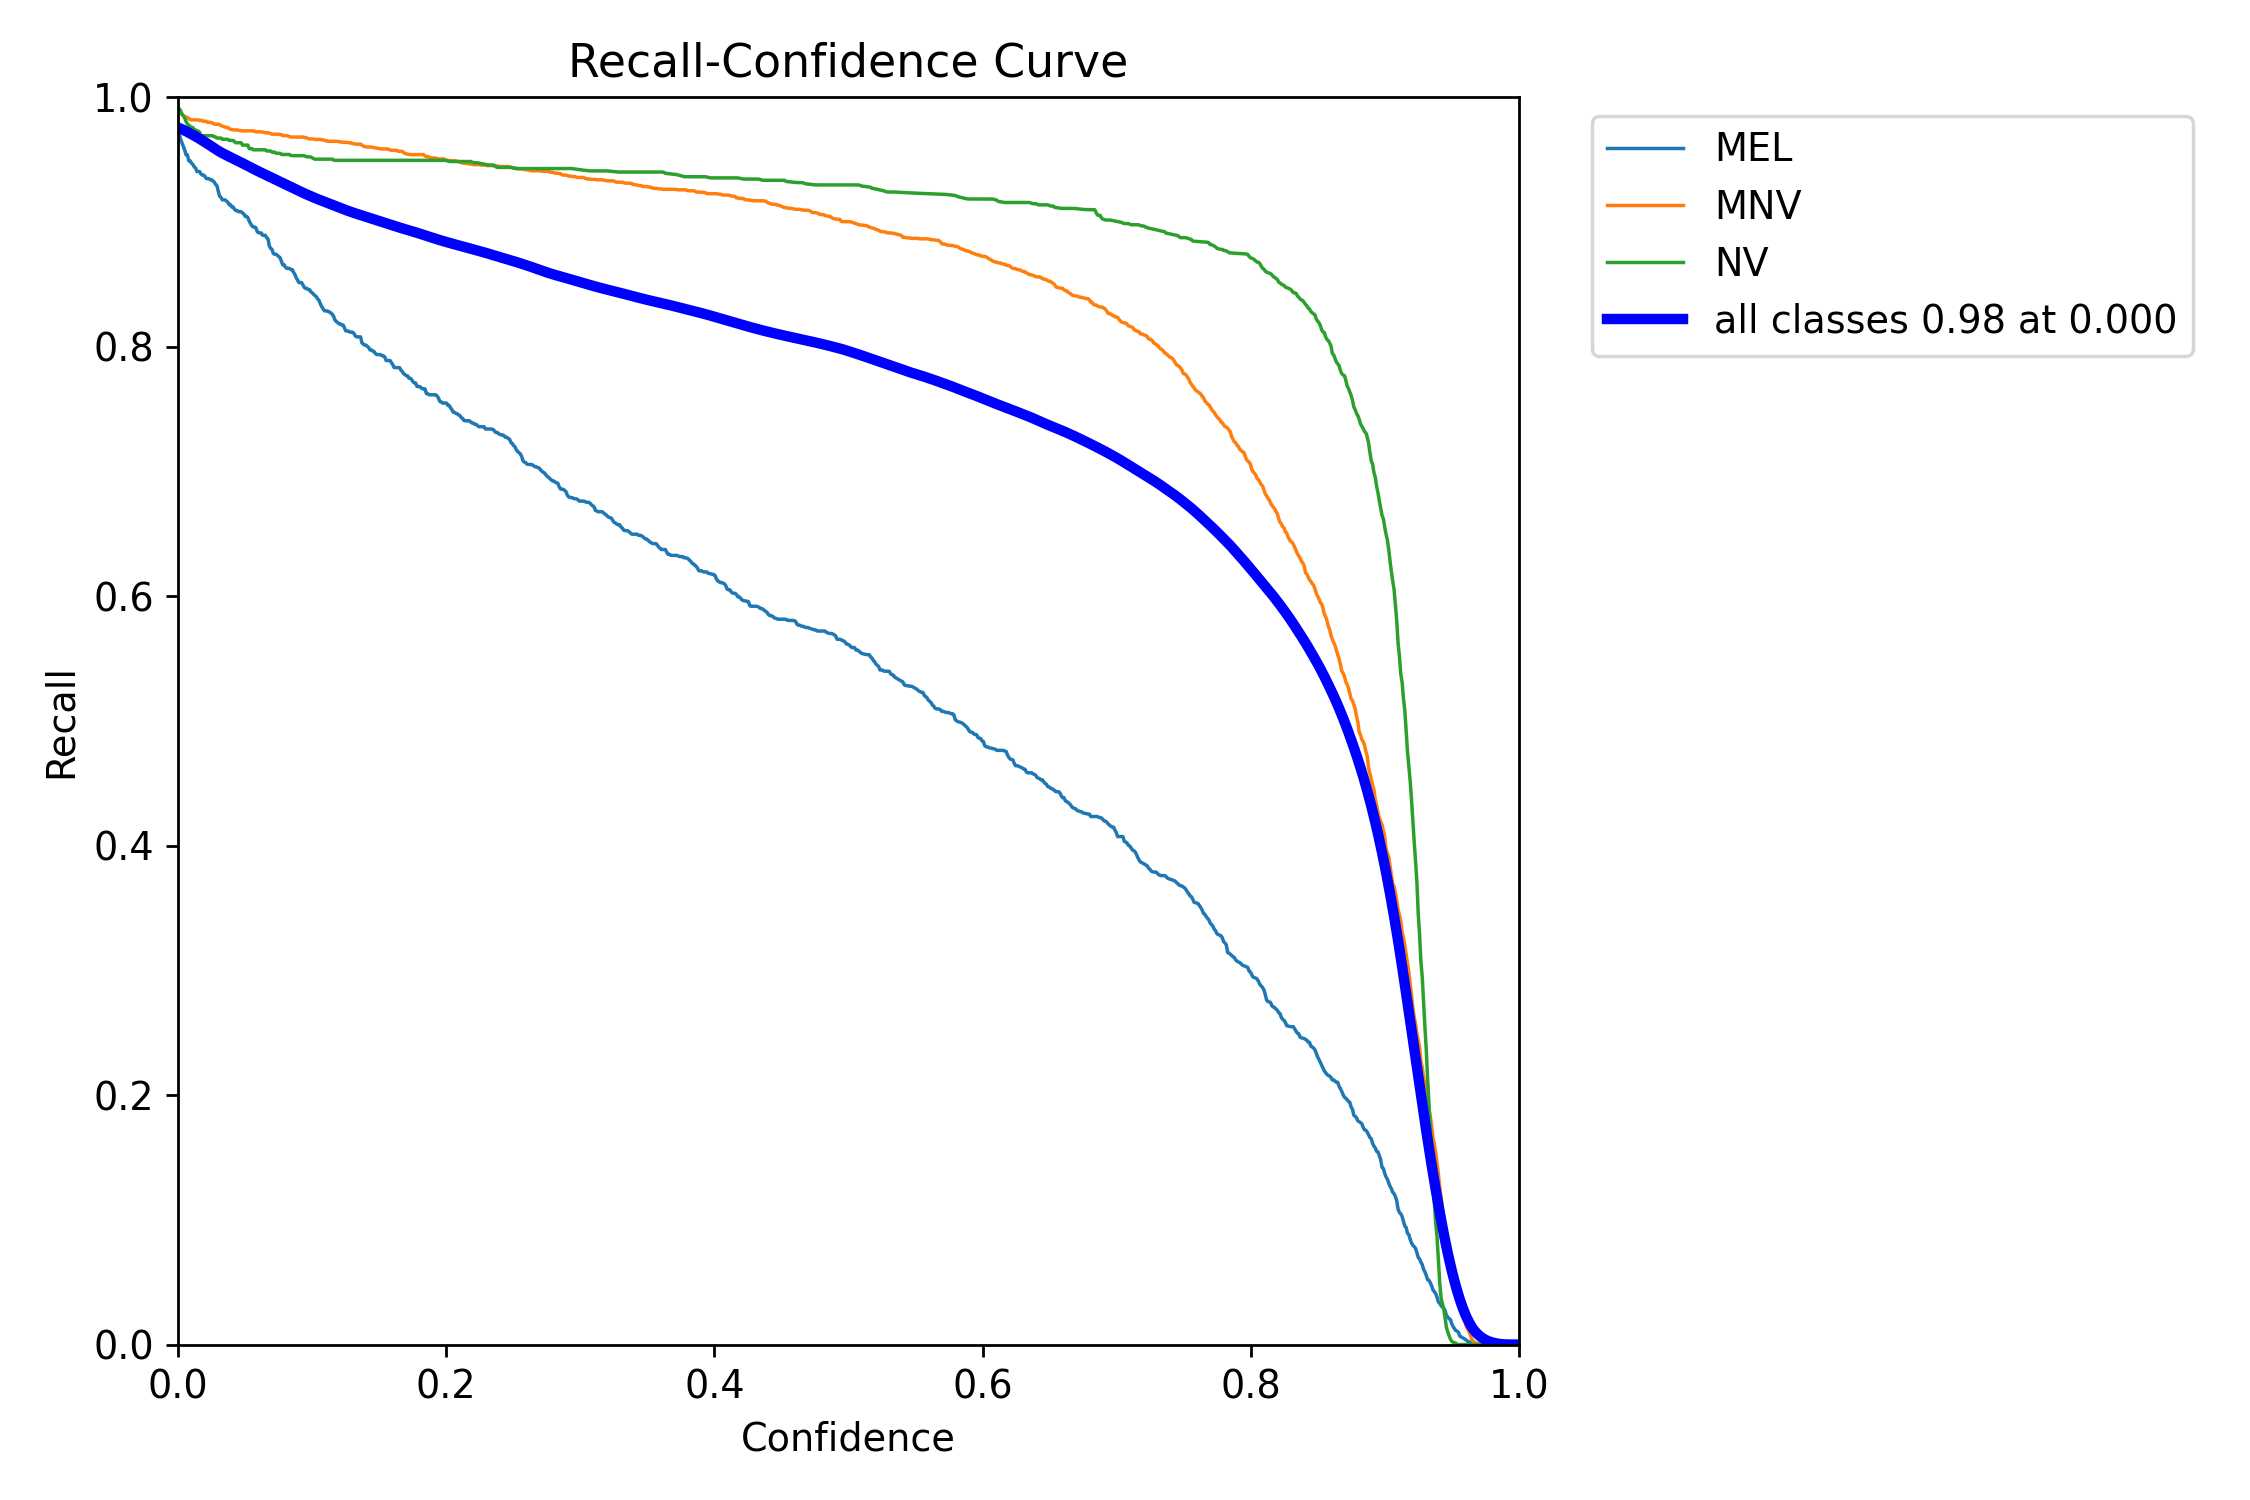 Recall-Confidence Curve
1.0
0.8
0.6
0.4
0.2
0.0
Recall
0.0 0.2 0.4 0.6 0.8 1.0
Confidence
MEL
MNV
NV
all classes 0.98 at 0.000